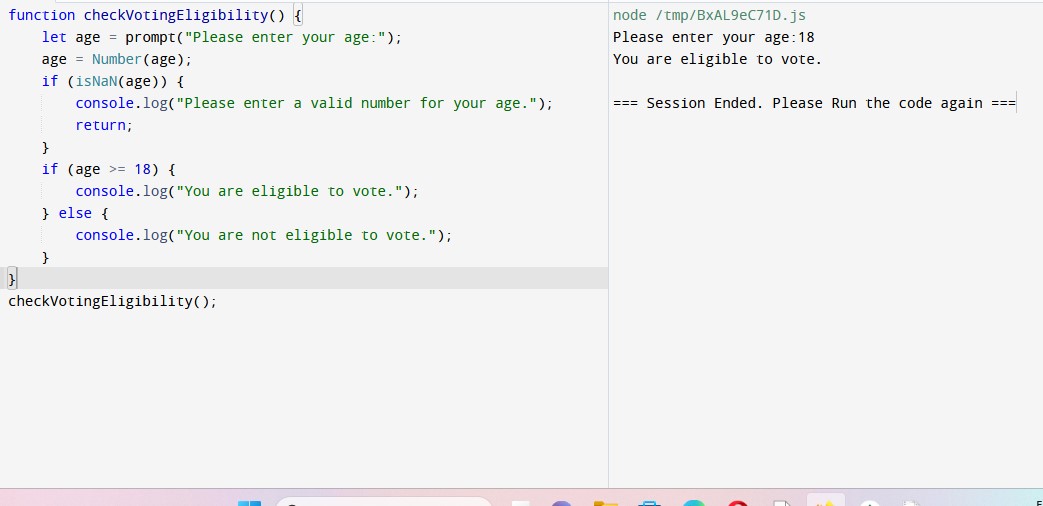 function checkVotingEligibility() {
    let age = prompt("Please enter your age:");
    age = Number(age);
    if (isNaN(age)) {
        console.log("Please enter a valid number for your age.");
        return;
    }
    if (age >= 18) {
        console.log("You are eligible to vote.");
    } else {
        console.log("You are not eligible to vote.");
    }
}
checkVotingEligibility();
node /tmp/BxAL9eC71D.js
Please enter your age:18
You are eligible to vote.
=== Session Ended. Please Run the code again ===